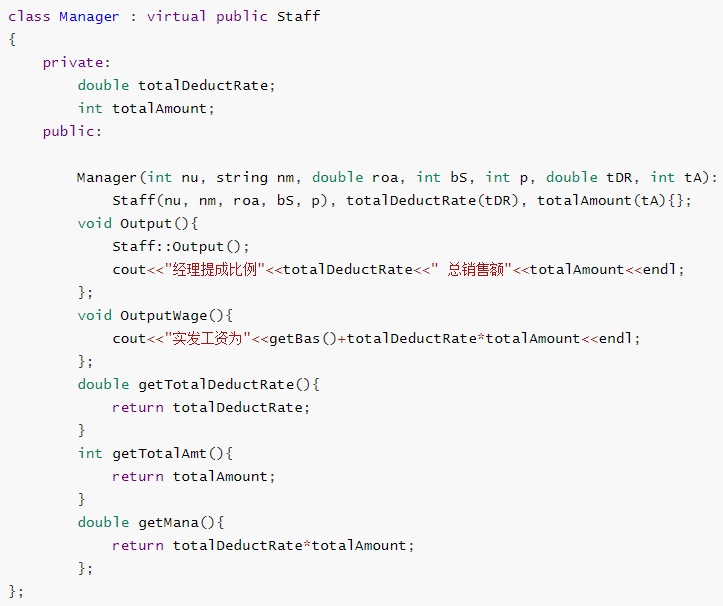 class Manager : virtual public Staff
{
    private:
        double totalDeductRate;
        int totalAmount;
    public:

        Manager(int nu, string nm, double roa, int bS, int p, double tDR, int tA):
            Staff(nu, nm, roa, bS, p), totalDeductRate(tDR), totalAmount(tA){};
        void Output(){
            Staff::Output();
            cout<<"经理提成比例"<<totalDeductRate<<" 总销售额"<<totalAmount<<endl;
        };
        void OutputWage(){
            cout<<"实发工资为"<<getBas()+totalDeductRate*totalAmount<<endl;
        };
        double getTotalDeductRate(){
            return totalDeductRate;
        }
        int getTotalAmt(){
            return totalAmount;
        }
        double getMana(){
            return totalDeductRate*totalAmount;
        };
};